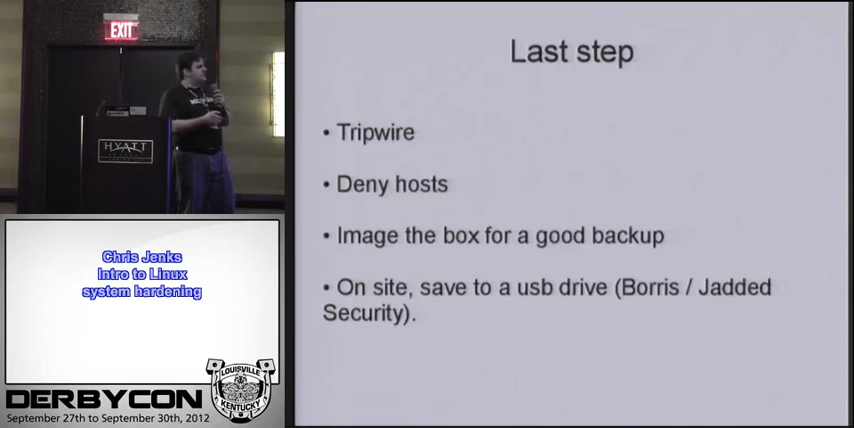 EXIT
HYATT
Last step
• Tripwire
• Deny hosts
• Image the box for a good backup
• On site, save to a usb drive (Borris / Jadded
Security).
Chris Jenks
Intro to Linux
system hardening
LOUISVILLE
KENTUCKY
DERBYCON
September 27th to September 30th, 2012